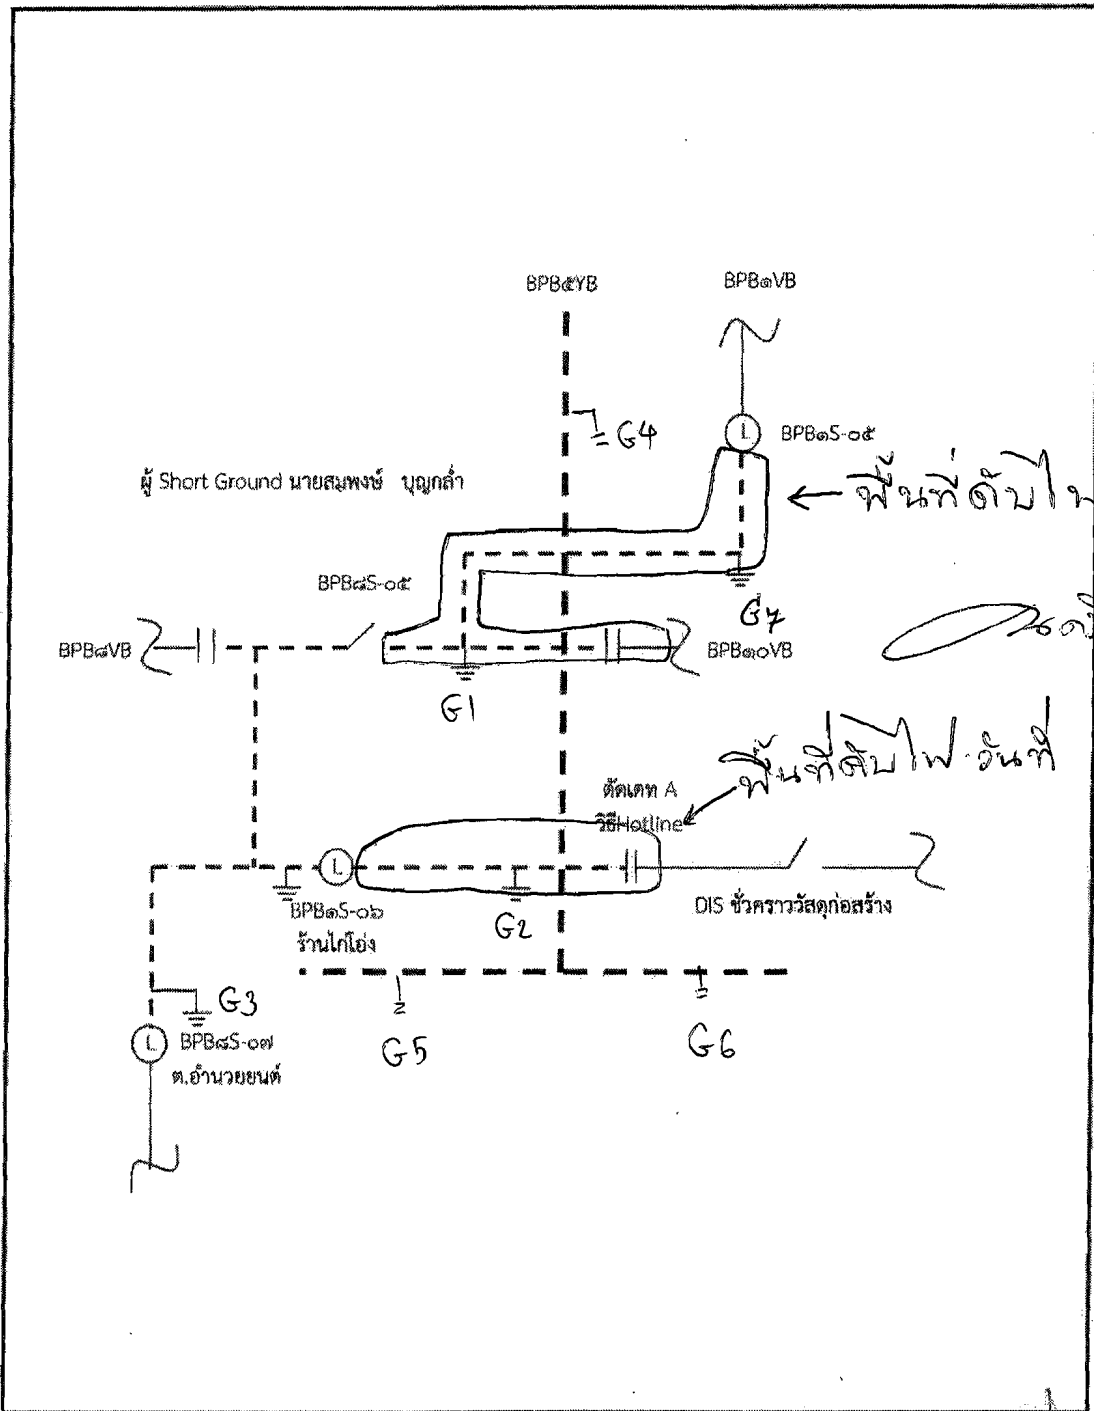 BPB๕YB
BPB๑VB
G4
BPB๑S-๐๕
ผู้ Short Ground นายสมพงษ์ บุญกล่ำ
← พื้นที่ดับไฟ
BPB๘S-๐๕
G7
BPB๘VB
BPB๑๐VB
G1
พื้นที่ดับไฟ วันที่
ตัดเดท A
วิธีHotline
L
L
BPB๑S-๐๖
ร้านไก่โอ่ง
G2
DIS ชั่วคราววัสดุก่อสร้าง
G3
L
BPB๘S-๐๗
ต.อำนวยยนต์
G5
G6